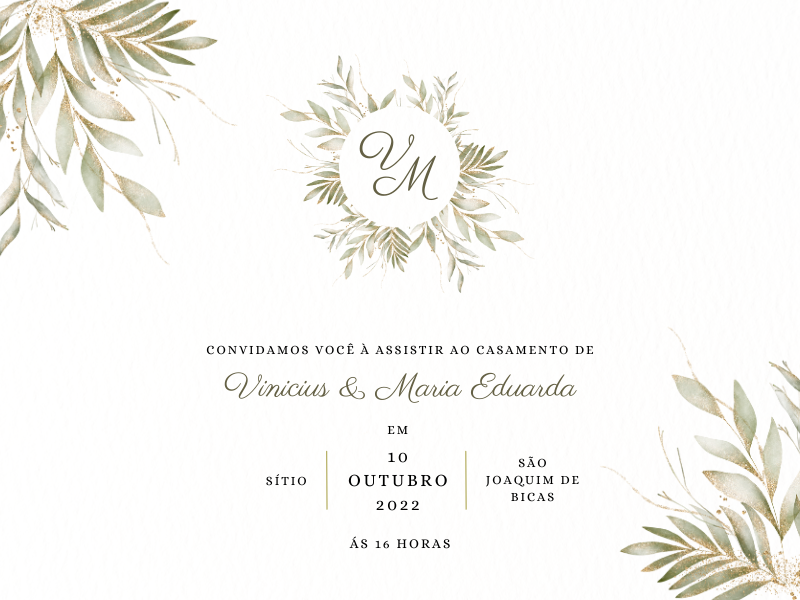 VM
CONVIDAMOS VOCÊ À ASSISTIR AO CASAMENTO DE
Vinicius & Maria Eduarda
EM
SÍTIO
10
OUTUBRO
2022
SÃO
JOAQUIM DE
BICAS
ÁS 16 HORAS